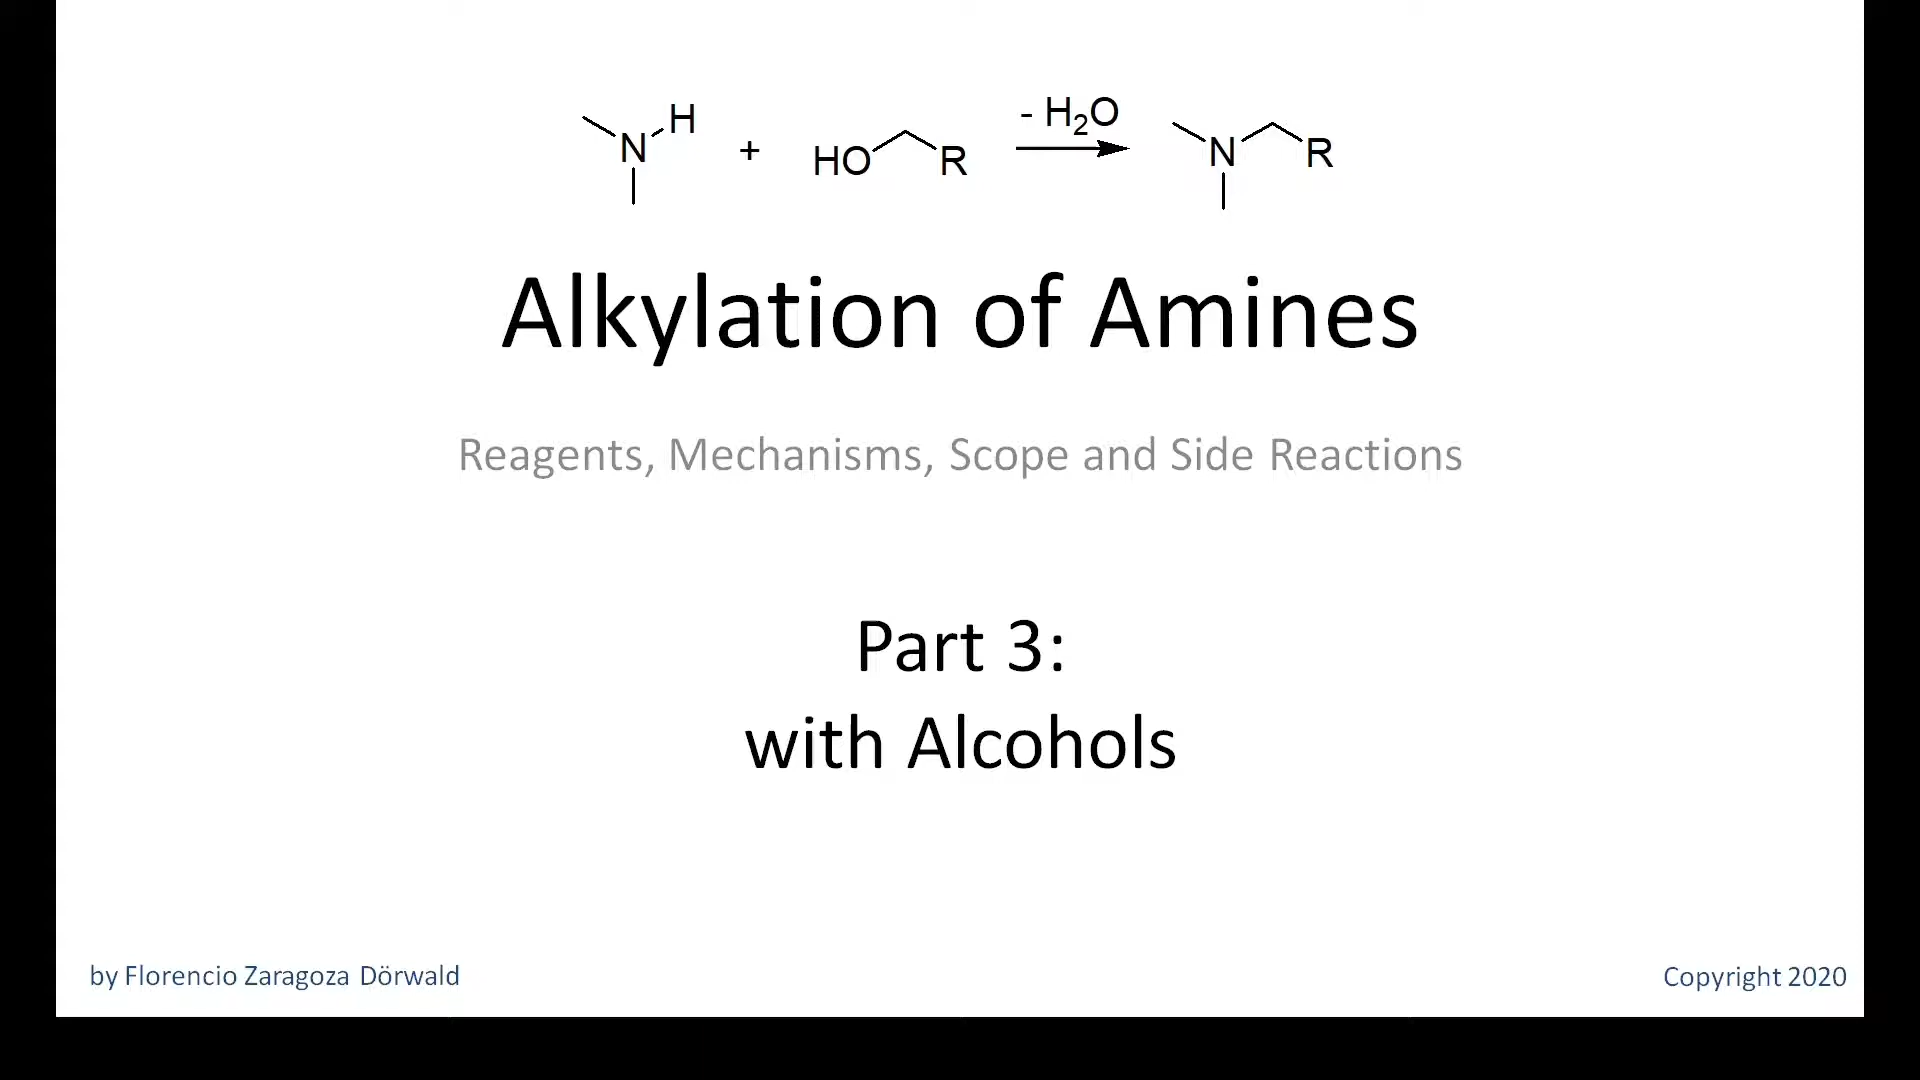 N H + HO R - H₂O N R
Alkylation of Amines
Reagents, Mechanisms, Scope and Side Reactions
Part 3:
with Alcohols
by Florencio Zaragoza Dörwald
Copyright 2020